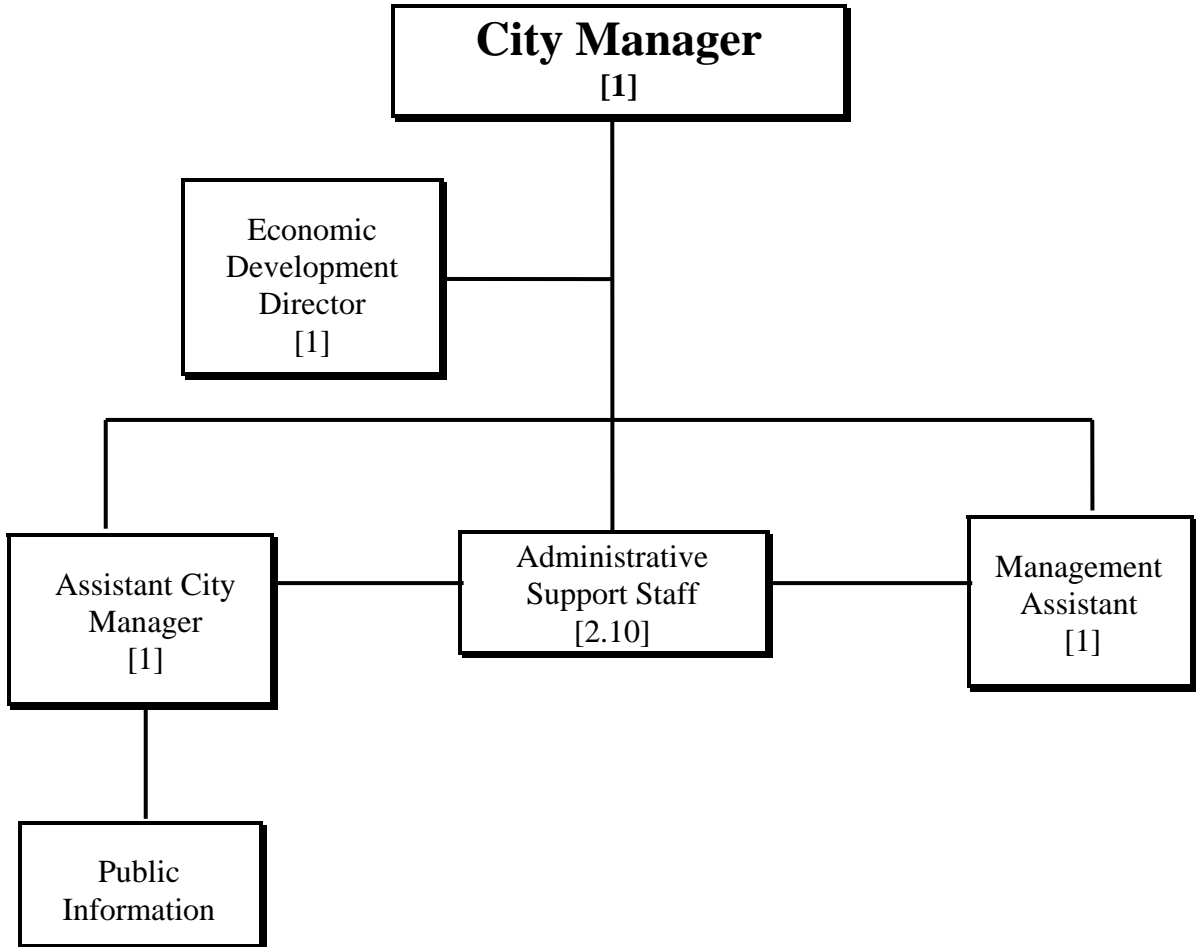 City Manager
[1]
Economic
Development
Director
[1]
Assistant City
Manager
[1]
Administrative
Support Staff
[2.10]
Management
Assistant
[1]
Public
Information